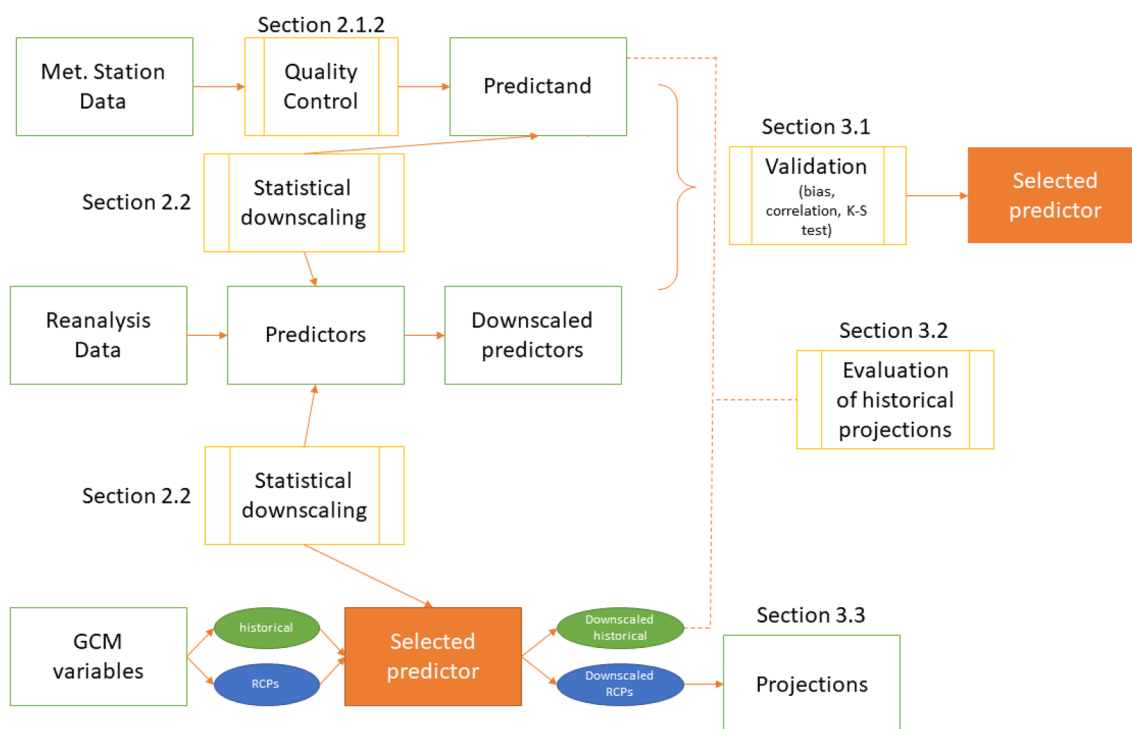 Section 2.1.2
Met. Station
Data
Quality
Control
Predictand
Section 3.1
Validation
(bias,
correlation, K-S
test)
Selected
predictor
Section 2.2
Statistical
downscaling
Reanalysis
Data
Predictors
Downscaled
predictors
Section 3.2
Evaluation
of historical
projections
Section 2.2
Statistical
downscaling
GCM
variables
historical
RCPs
Selected
predictor
Downscaled
historical
Downscaled
RCPs
Section 3.3
Projections